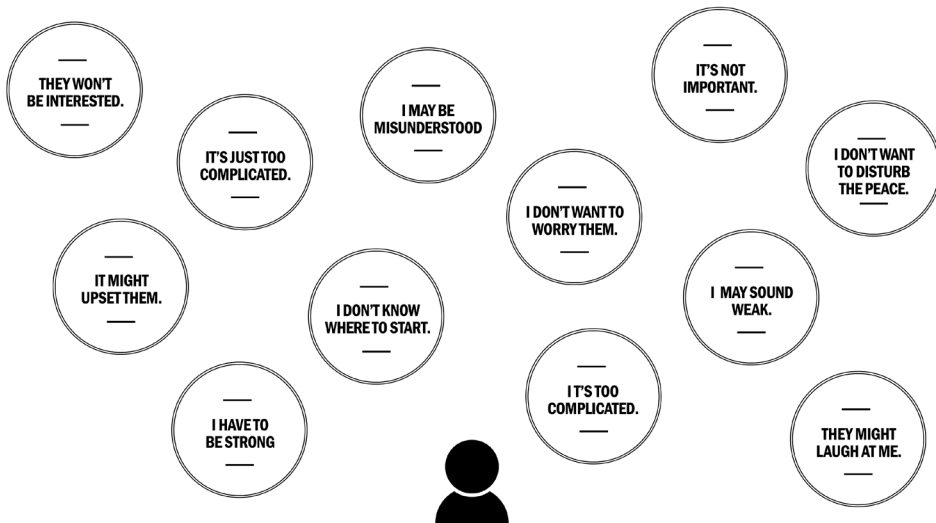 THEY WON'T
BE INTERESTED.
IT'S JUST TOO
COMPLICATED.
I MAY BE
MISUNDERSTOOD
IT'S NOT
IMPORTANT.
I DON'T WANT
TO DISTURB
THE PEACE.
I DON'T WANT TO
WORRY THEM.
IT MIGHT
UPSET THEM.
I DON'T KNOW
WHERE TO START.
I MAY SOUND
WEAK.
I HAVE TO
BE STRONG
I T'S TOO
COMPLICATED.
THEY MIGHT
LAUGH AT ME.